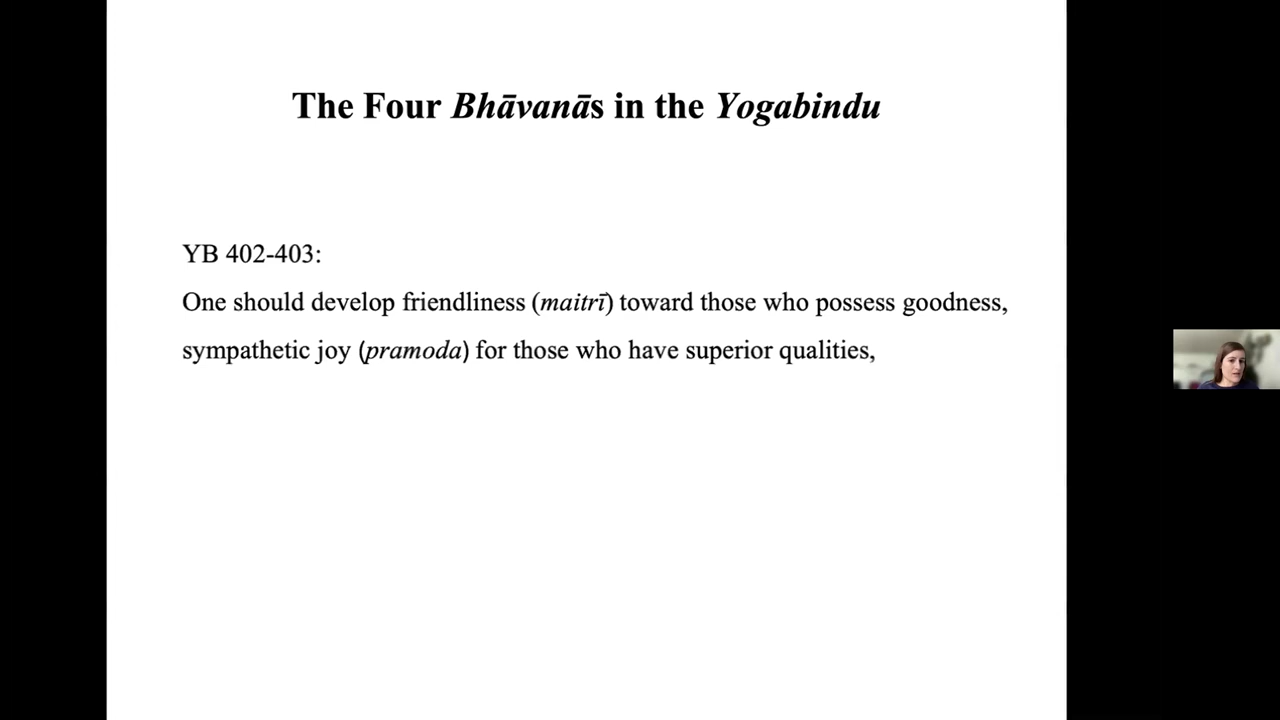 The Four Bhāvanās in the Yogabindu
YB 402-403:
One should develop friendliness (maitrī) toward those who possess goodness,
sympathetic joy (pramoda) for those who have superior qualities,